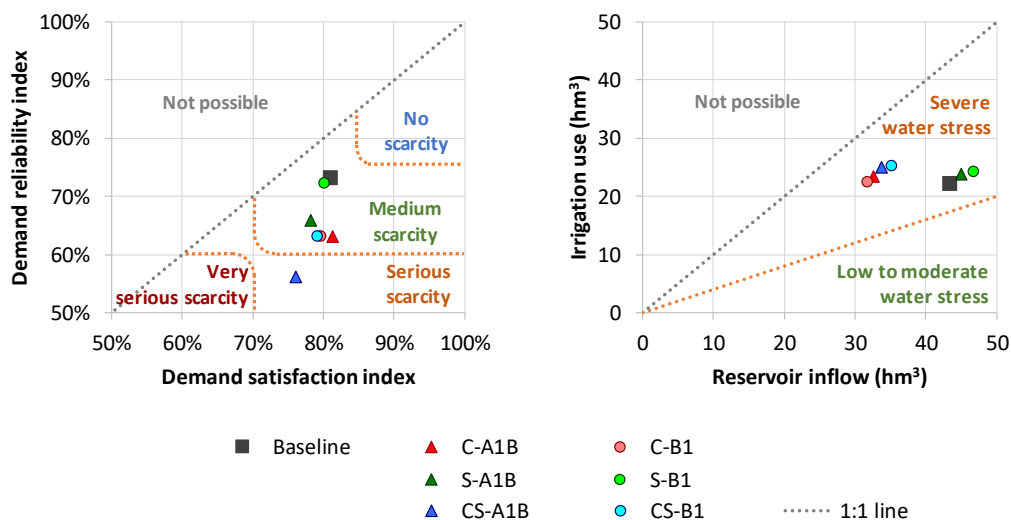 Demand reliability index
100%
90%
80%
70%
60%
50%
Not possible
No
scarcity
Medium
scarcity
Very
serious scarcity
Serious
scarcity
50%
60%
70%
80%
90%
100%
Demand satisfaction index
Irrigation use (hm³)
50
40
30
20
10
0
Not possible
Severe
water stress
Low to moderate
water stress
0
10
20
30
40
50
Reservoir inflow (hm³)
Baseline
C-A1B
C-B1
S-A1B
S-B1
CS-A1B
CS-B1
1:1 line